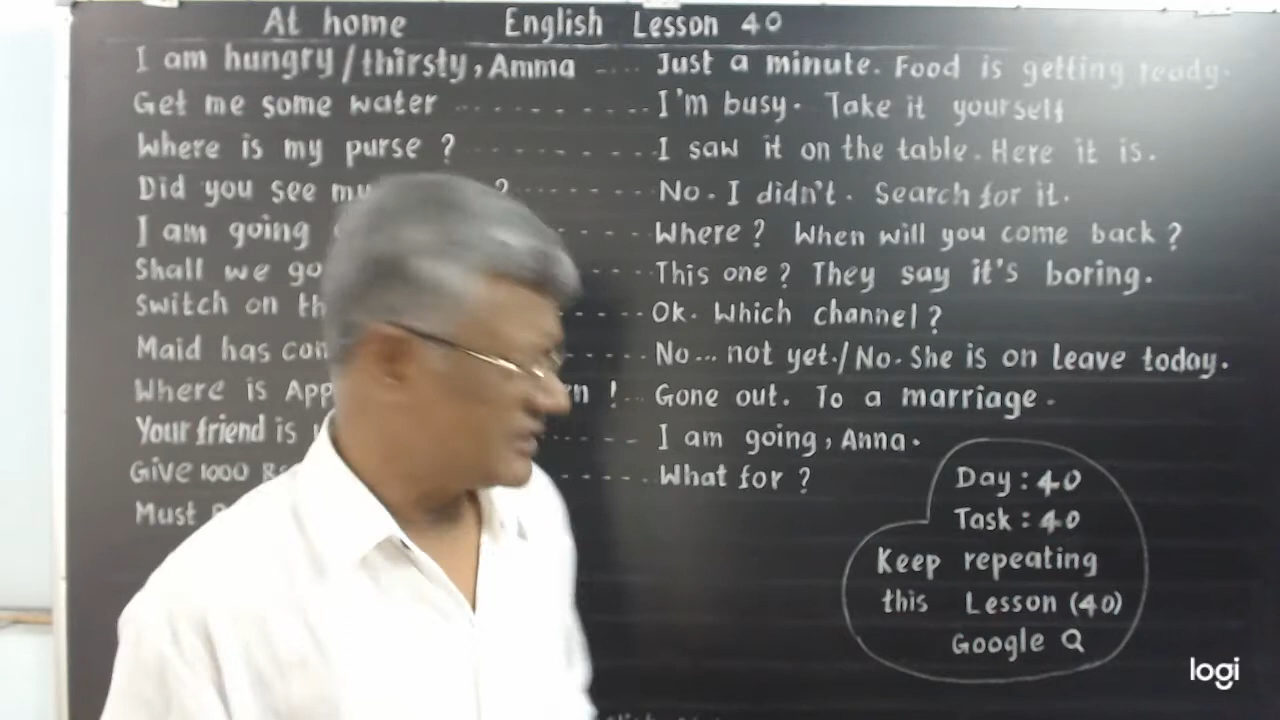 At home English Lesson 40
I am hungry/thirsty, Amma .... Just a minute. Food is getting ready.
Get me some water ......... I'm busy. Take it yourself
Where is my purse ? ........ I saw it on the table. Here it is.
Did you see my ? ...... No. I didn't. Search for it.
I am going .... Where? When will you come back ?
Shall we go .... This one ? They say it's boring.
Switch on .... Ok. Which channel ?
Maid has ..... No... not yet./No. She is on leave today.
Where is ! .. Gone out. To a marriage.
Your friend is .... I am going, Anna.
Give 1000 .... What for ?
Must
Day : 40
Task : 40
Keep repeating
this Lesson (40)
Google
logi